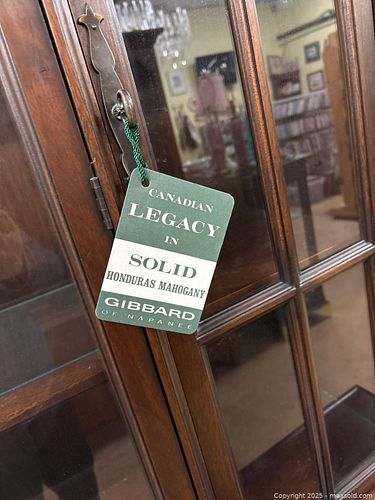 CANADIAN
LEGACY
IN
SOLID
HONDURAS MAHOGANY
GIBBARD
OF NAPANEE
Copyright 2025 - maxsold.com